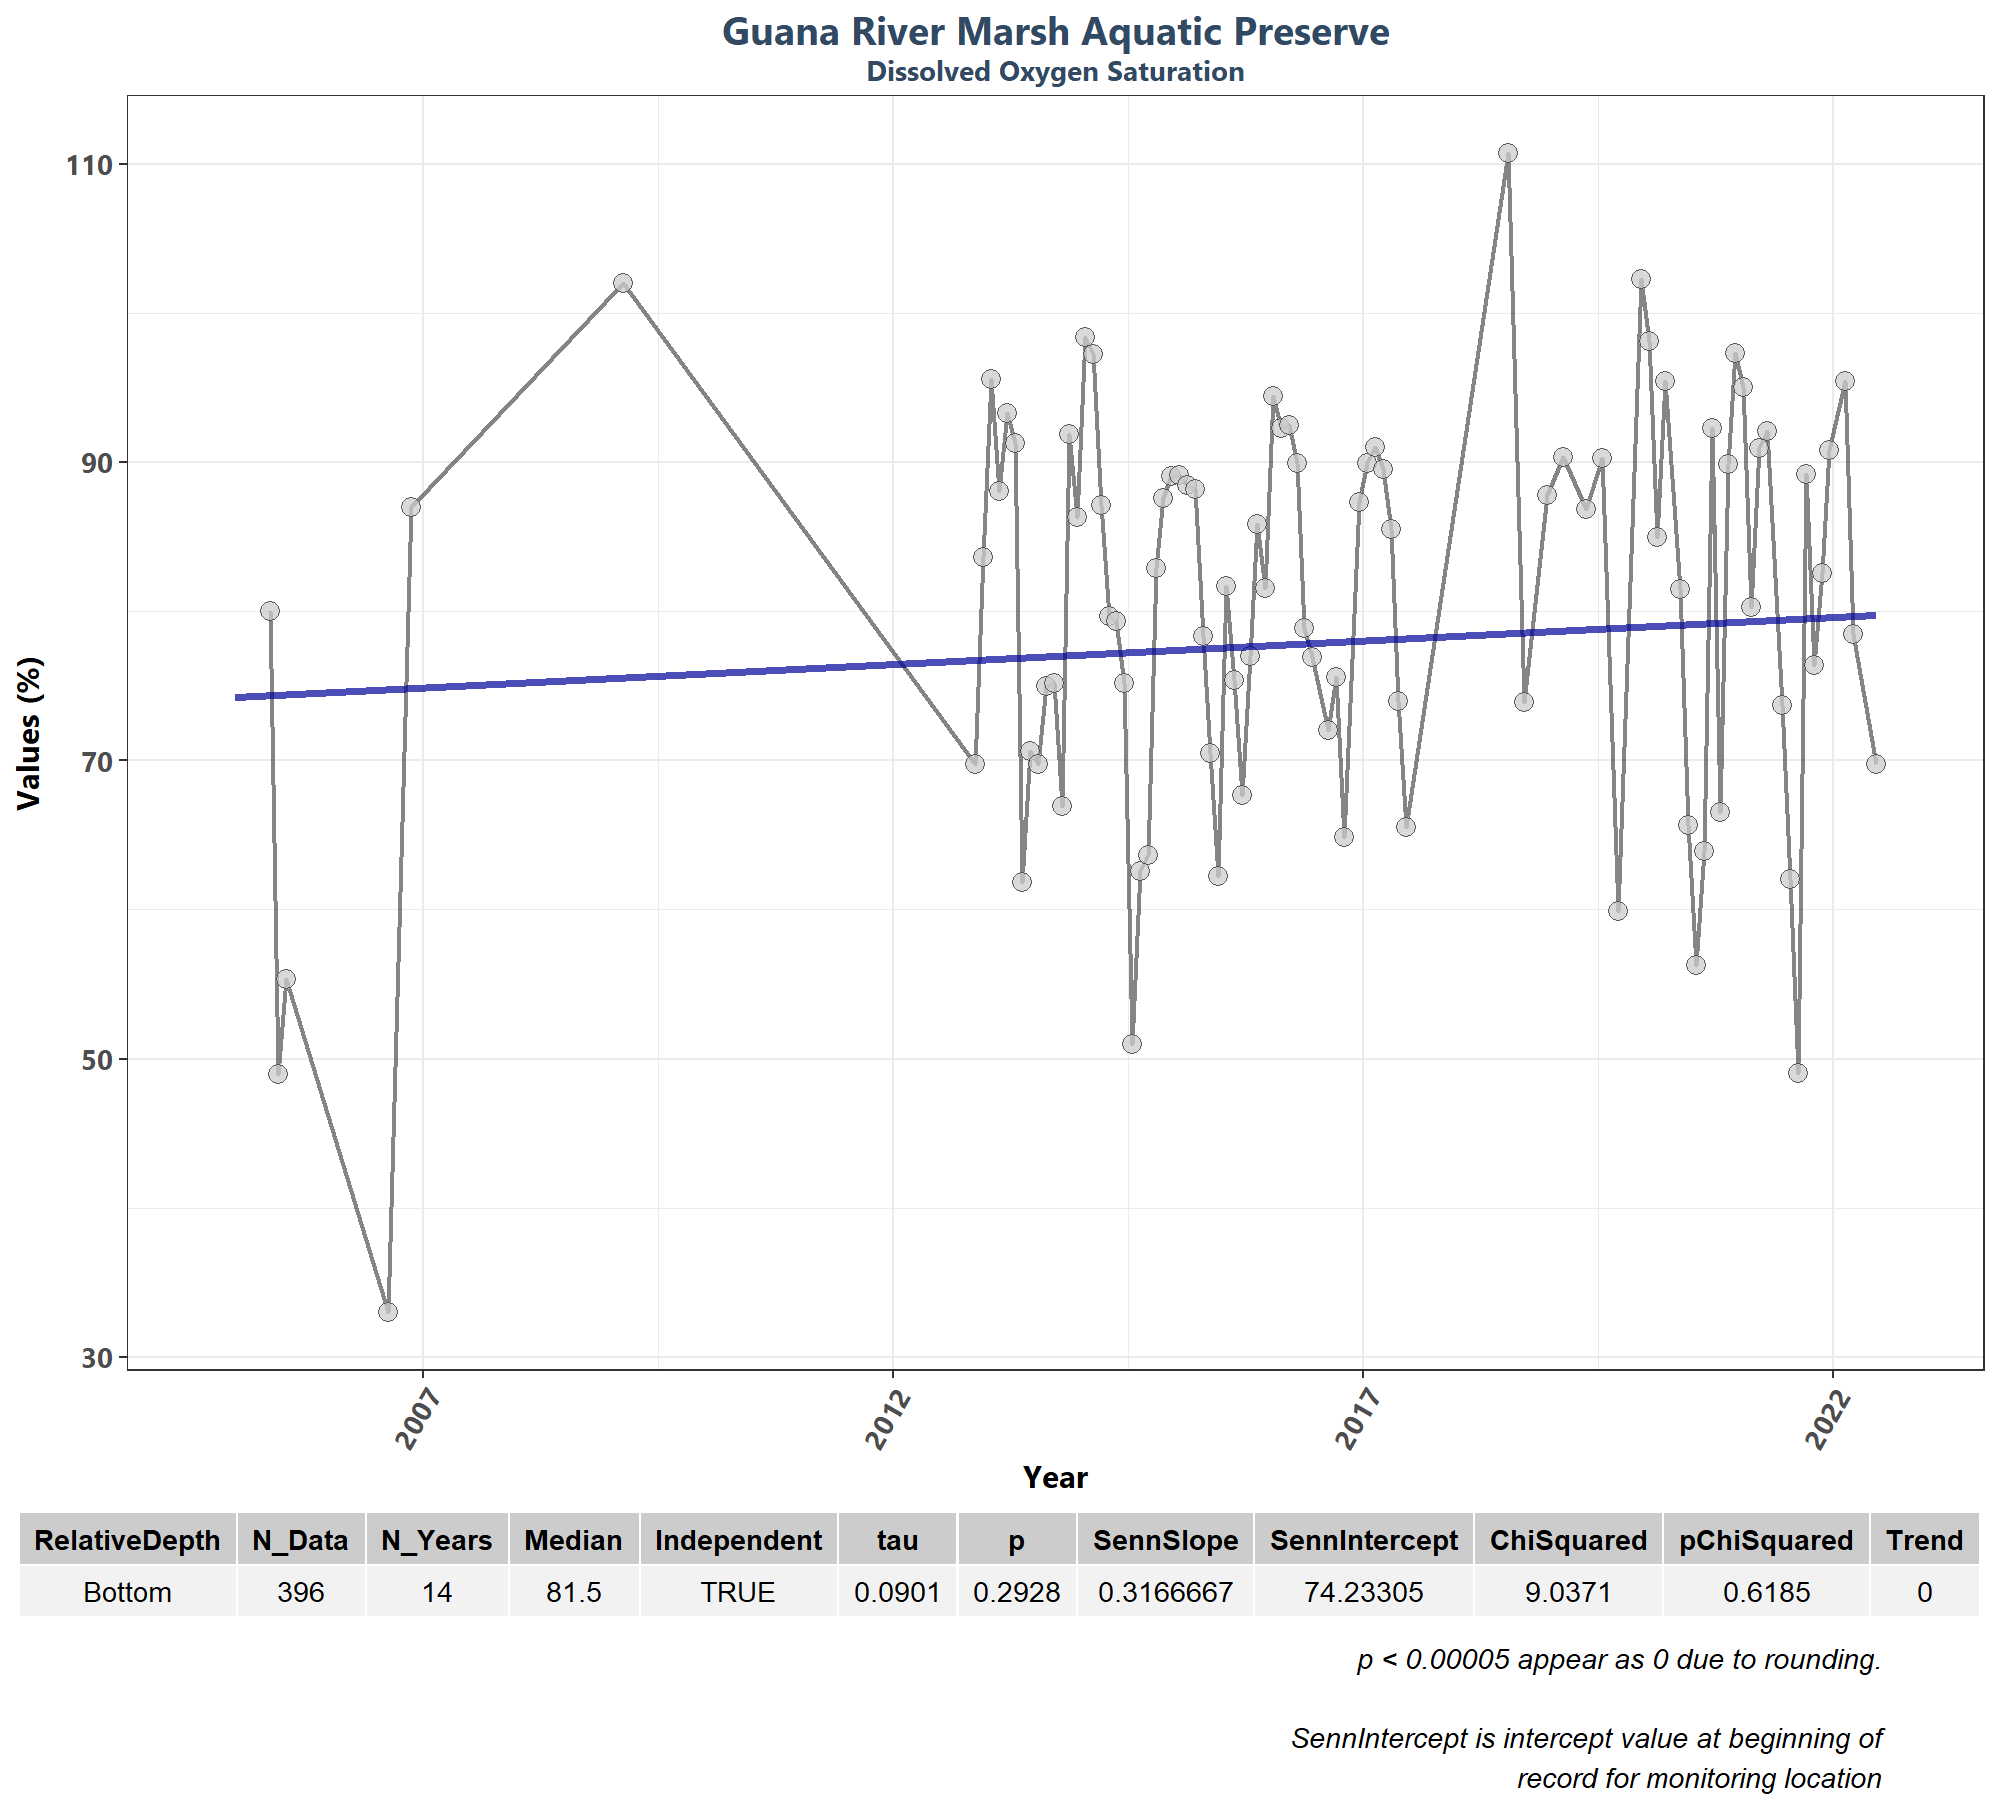 Guana River Marsh Aquatic Preserve
Dissolved Oxygen Saturation
Values (%)
110
90
70
50
30
2007
2012
2017
2022
Year
RelativeDepth N_Data N_Years Median Independent tau p SennSlope SennIntercept ChiSquared pChiSquared Trend
Bottom 396 14 81.5 TRUE 0.0901 0.2928 0.3166667 74.23305 9.0371 0.6185 0
p < 0.00005 appear as 0 due to rounding.
SennIntercept is intercept value at beginning of
record for monitoring location